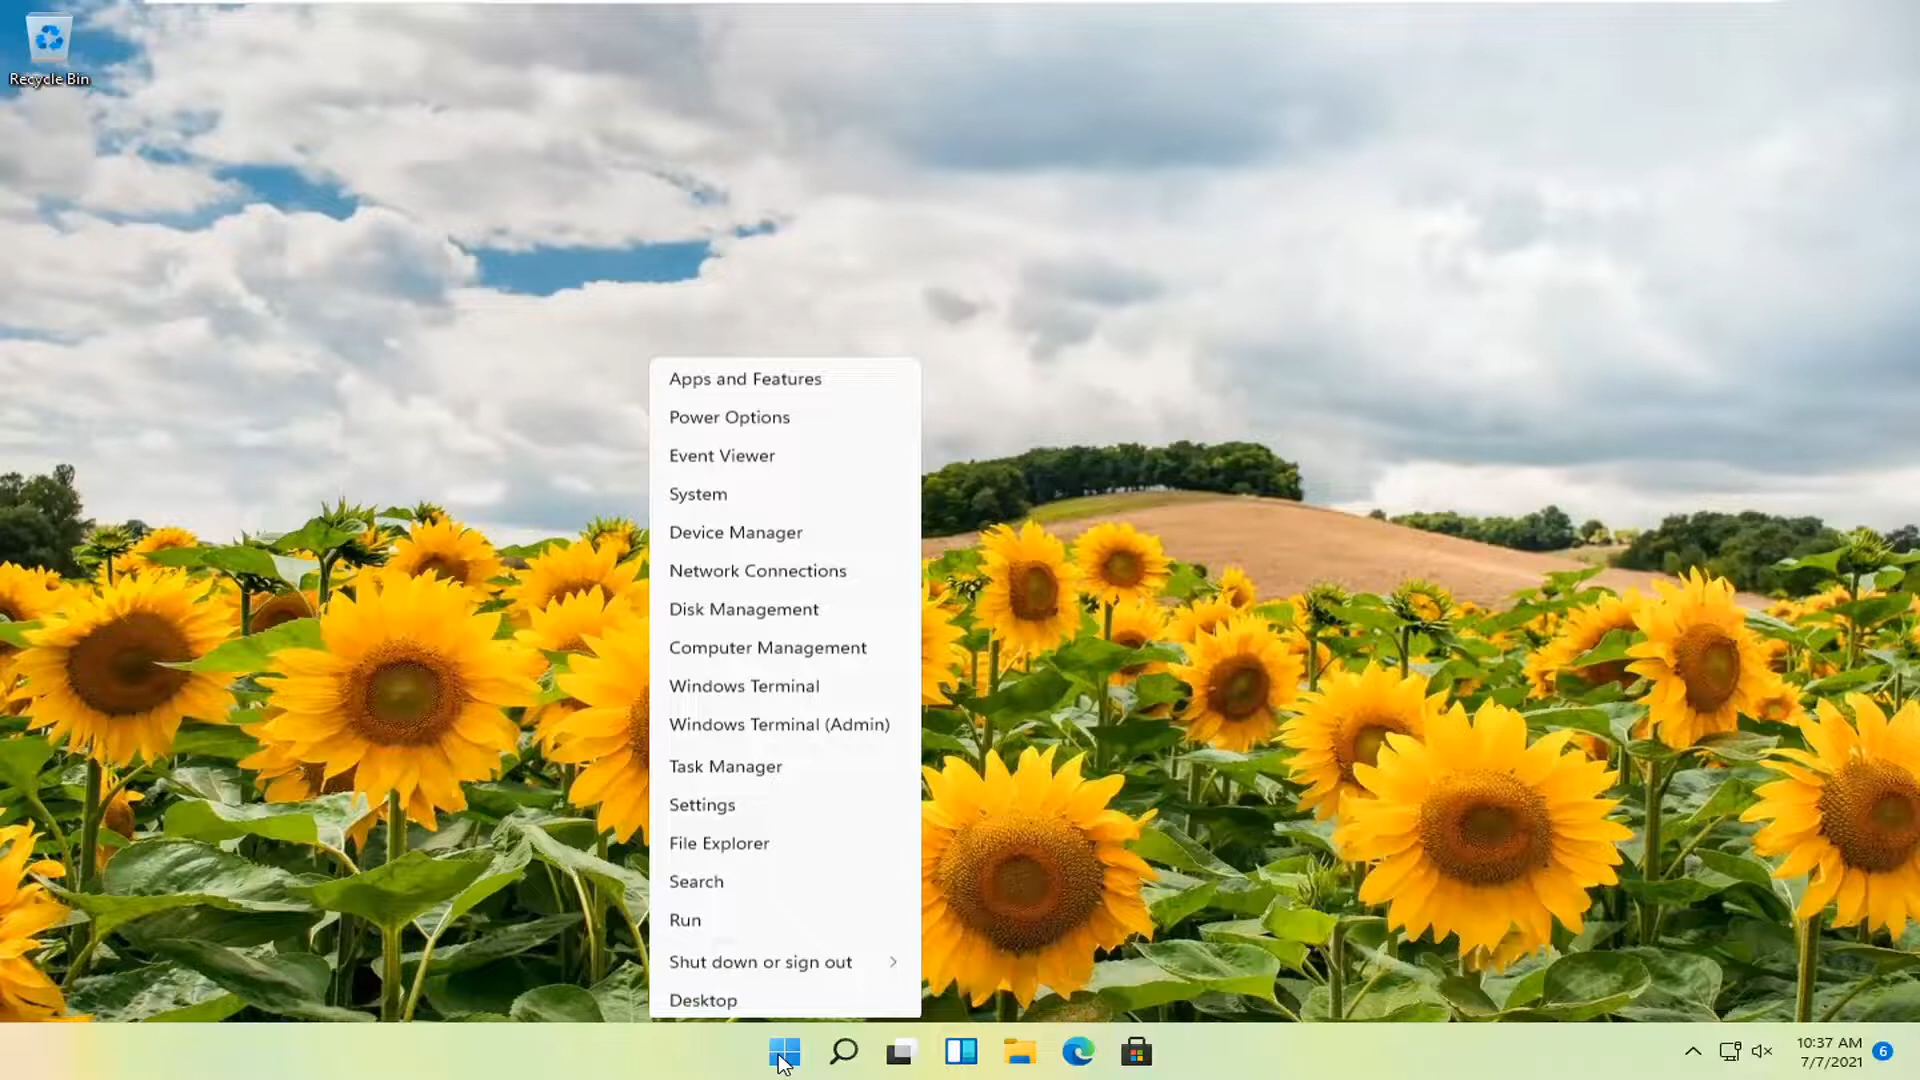 Recycle Bin
Apps and Features
Power Options
Event Viewer
System
Device Manager
Network Connections
Disk Management
Computer Management
Windows Terminal
Windows Terminal (Admin)
Task Manager
Settings
File Explorer
Search
Run
Shut down or sign out
Desktop
10:37 AM
7/7/2021
6